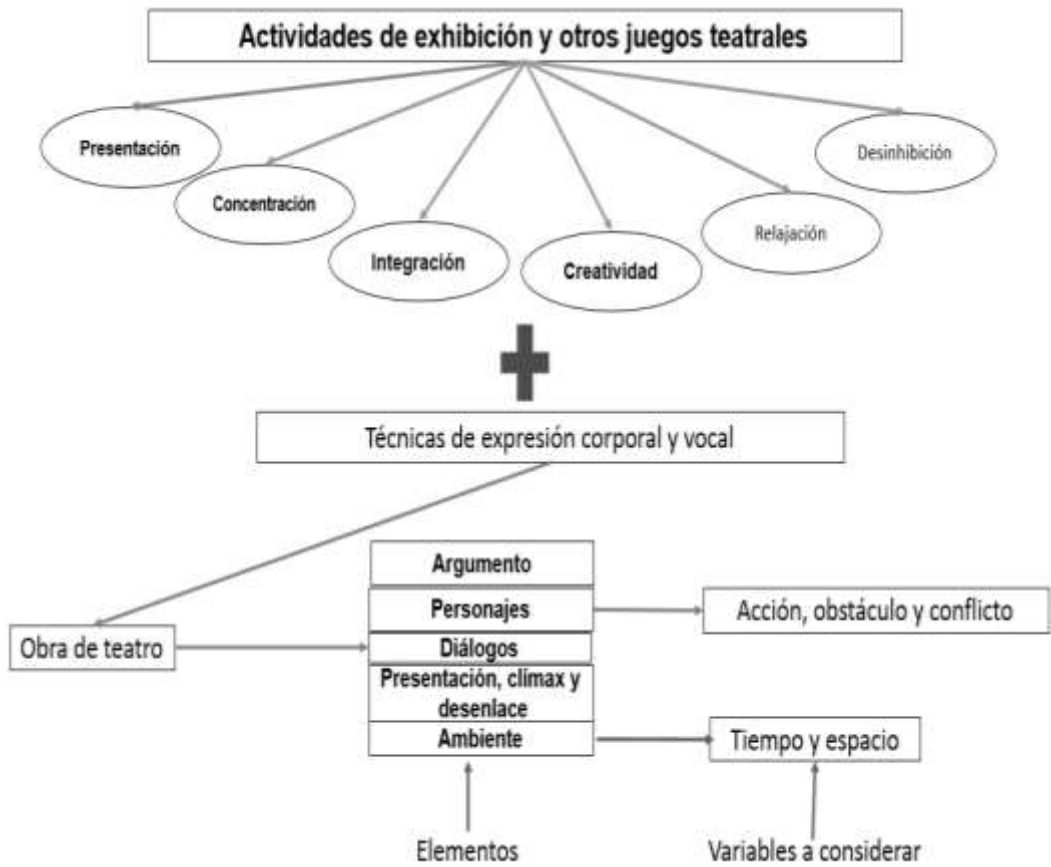 Actividades de exhibición y otros juegos teatrales
Presentación
Concentración
Integración
Creatividad
Relajación
Desinhibición
Técnicas de expresión corporal y vocal
Obra de teatro
Argumento
Personajes
Diálogos
Presentación, clímax y
desenlace
Ambiente
Acción, obstáculo y conflicto
Tiempo y espacio
Elementos
Variables a considerar